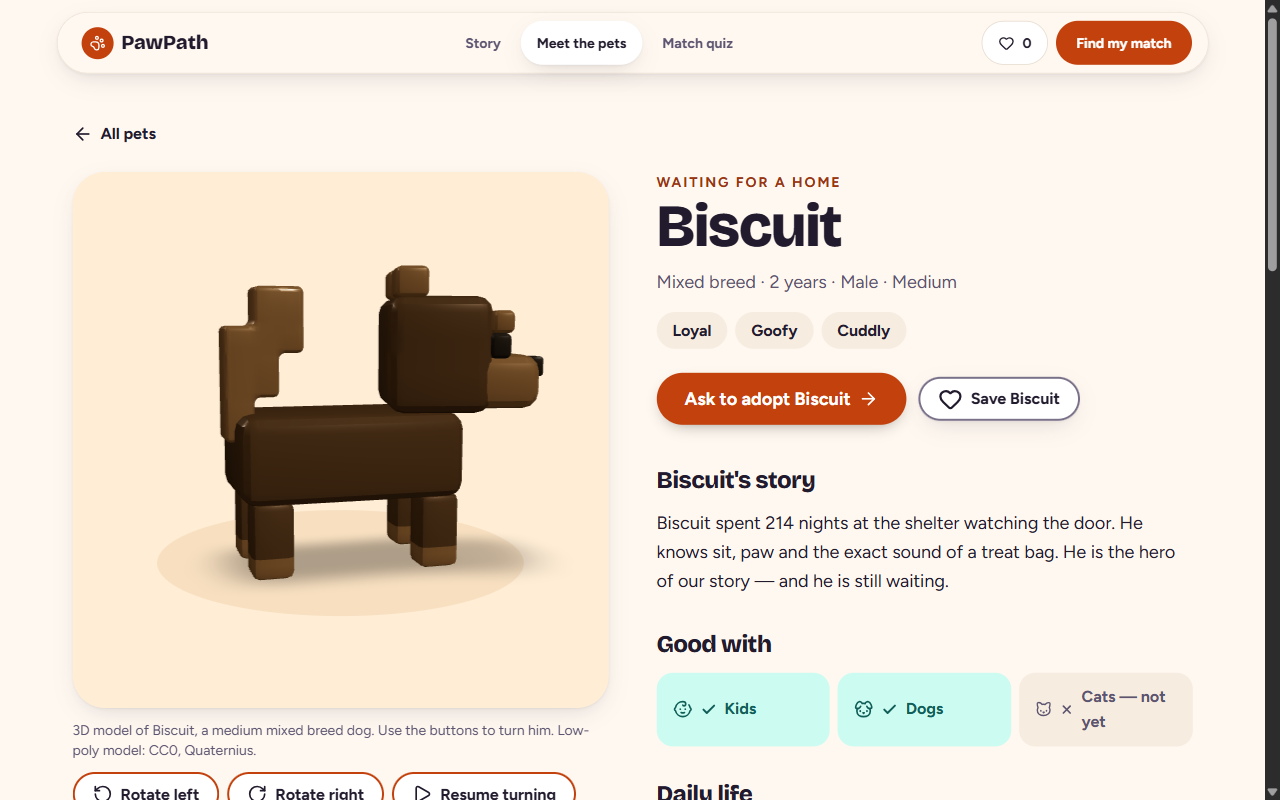 PawPath
Story
Meet the pets
Match quiz
0
Find my match
All pets
WAITING FOR A HOME
Biscuit
Mixed breed · 2 years · Male · Medium
Loyal
Goofy
Cuddly
Ask to adopt Biscuit
Save Biscuit
Biscuit's story
Biscuit spent 214 nights at the shelter watching the door. He
knows sit, paw and the exact sound of a treat bag. He is the hero
of our story — and he is still waiting.
Good with
Kids
Dogs
Cats — not
yet
3D model of Biscuit, a medium mixed breed dog. Use the buttons to turn him. Low-
poly model: CC0, Quaternius.
Rotate left
Rotate right
Resume turning
Daily life